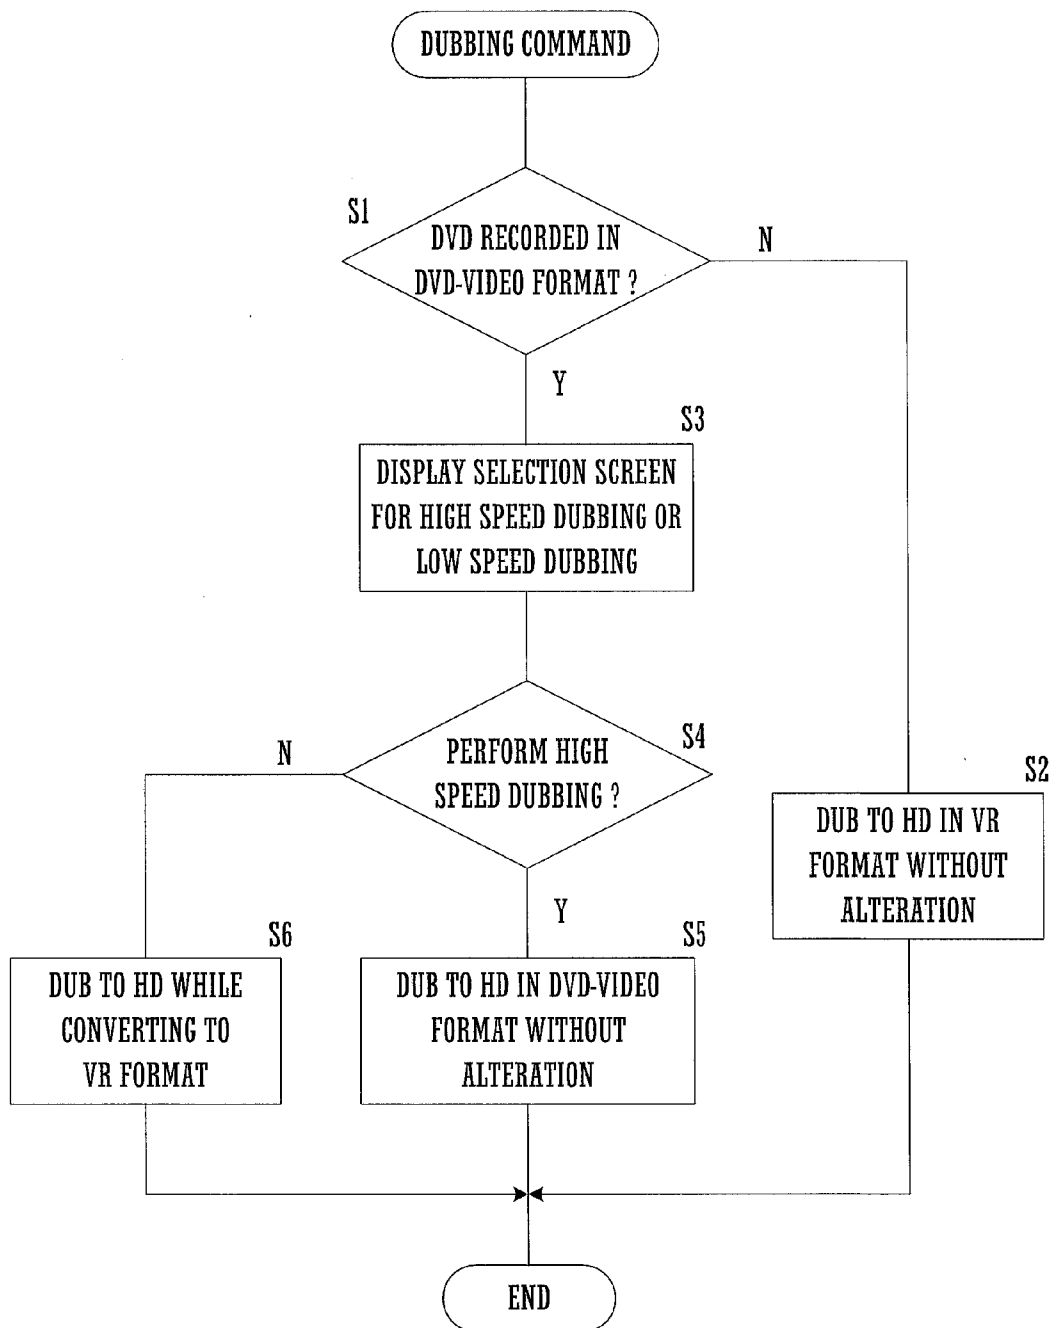 DUBBING COMMAND
S1
DVD RECORDED IN
DVD-VIDEO FORMAT ?
N
Y
S3
DISPLAY SELECTION SCREEN
FOR HIGH SPEED DUBBING OR
LOW SPEED DUBBING
S4
PERFORM HIGH
SPEED DUBBING ?
N
Y
S2
DUB TO HD IN VR
FORMAT WITHOUT
ALTERATION
S6
DUB TO HD WHILE
CONVERTING TO
VR FORMAT
S5
DUB TO HD IN DVD-VIDEO
FORMAT WITHOUT
ALTERATION
END